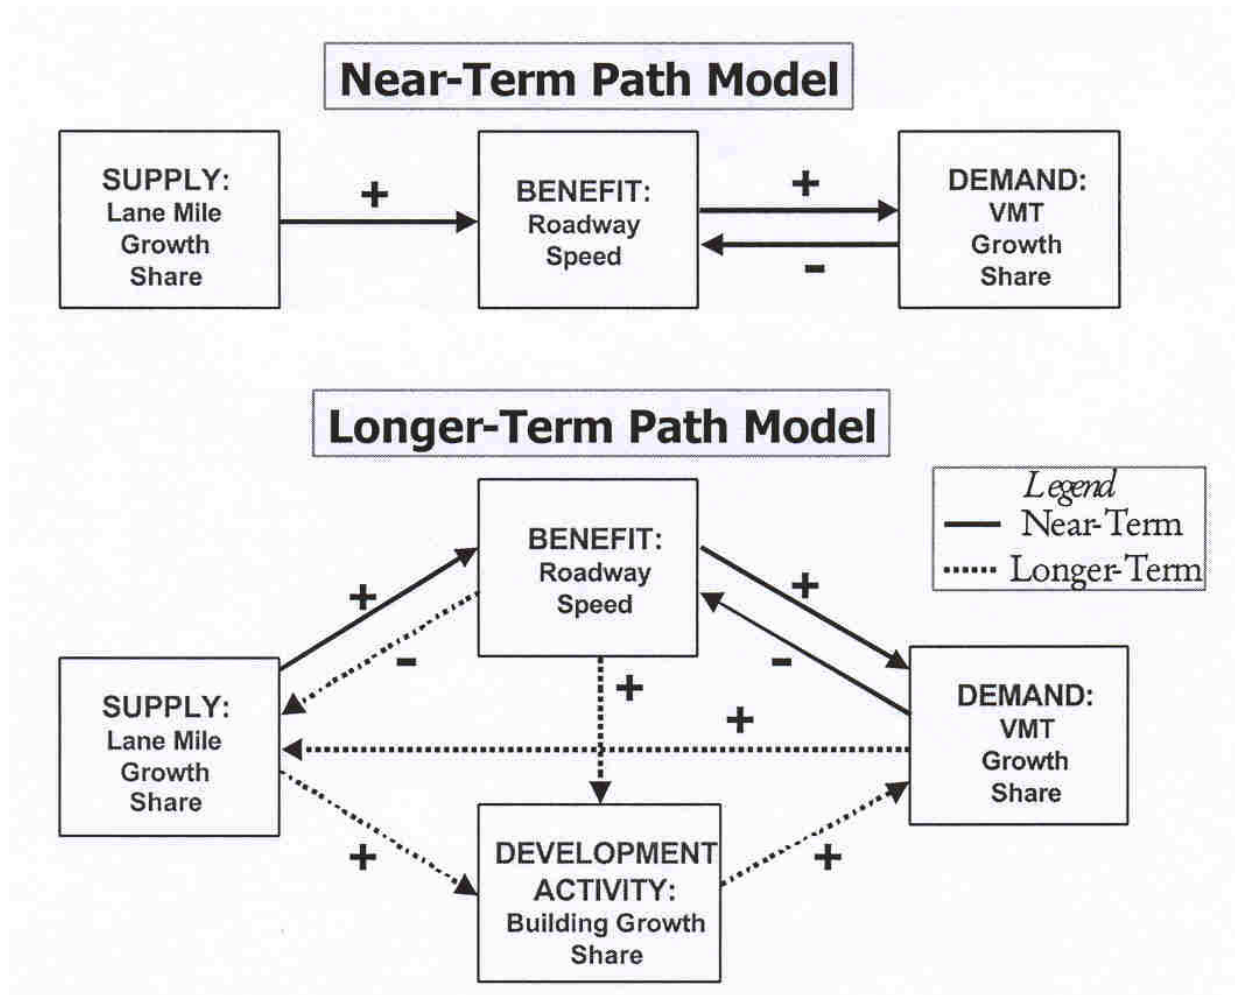 Near-Term Path Model
SUPPLY:
Lane Mile
Growth
Share
+
BENEFIT:
Roadway
Speed
+
-
DEMAND:
VMT
Growth
Share
Longer-Term Path Model
Legend
Near-Term
Longer-Term
BENEFIT:
Roadway
Speed
+
-
+
+
-
+
SUPPLY:
Lane Mile
Growth
Share
DEMAND:
VMT
Growth
Share
+
DEVELOPMENT
ACTIVITY:
Building Growth
Share
+